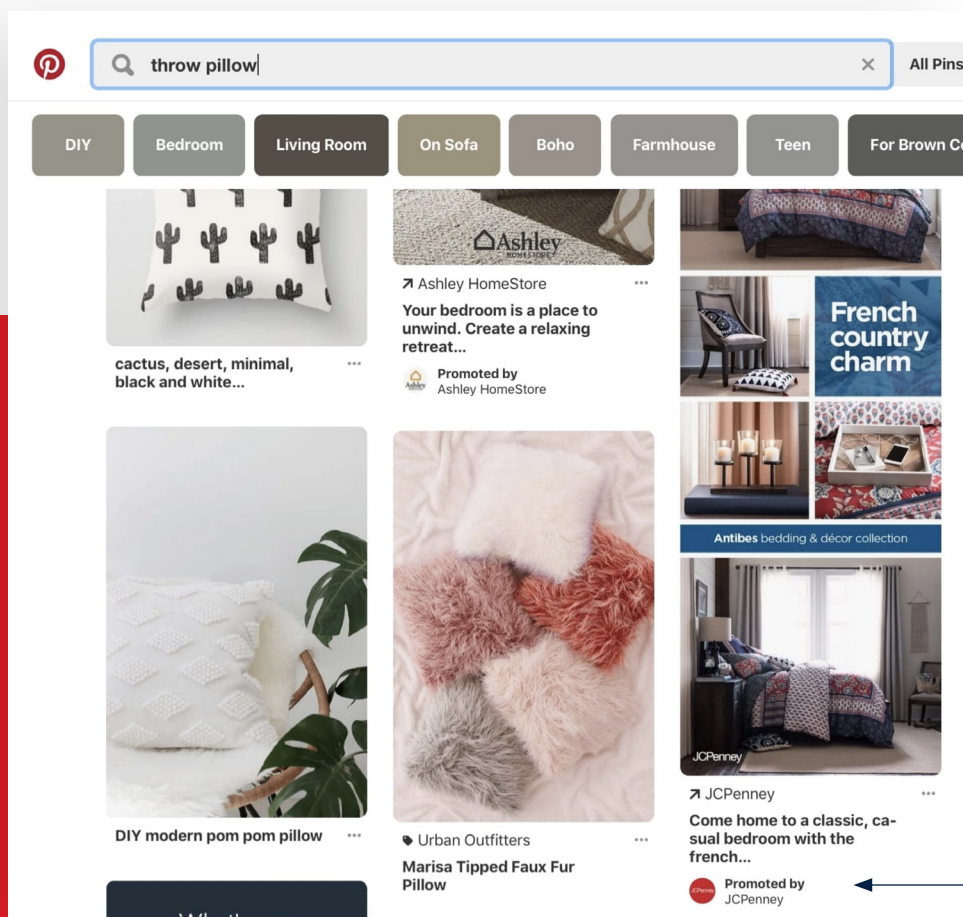 throw pillow
All Pins
DIY
Bedroom
Living Room
On Sofa
Boho
Farmhouse
Teen
For Brown
cactus, desert, minimal,
black and white...
DIY modern pom pom pillow
Ashley
HOMESTORE
Ashley HomeStore
Your bedroom is a place to
unwind. Create a relaxing
retreat...
Ashley
Promoted by
Ashley HomeStore
Urban Outfitters
Marisa Tipped Faux Fur
Pillow
French
country
charm
Antibes bedding & décor collection
JCPenney
JCPenney
Come home to a classic, ca-
sual bedroom with the
french...
JCPenney
Promoted by
JCPenney